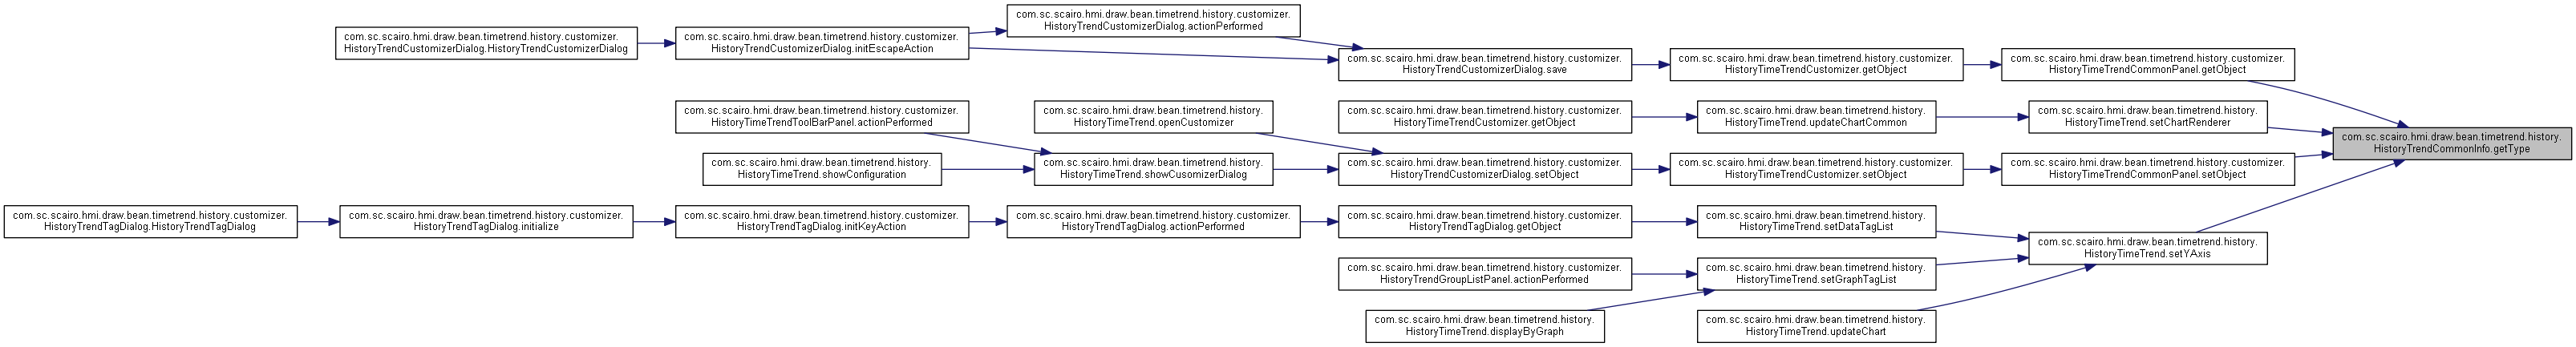 com.sc.scairo.hmi.draw.bean.timetrend.history.customizer.
HistoryTrendCustomizerDialog.HistoryTrendCustomizerDialog
com.sc.scairo.hmi.draw.bean.timetrend.history.customizer.
HistoryTrendCustomizerDialog.initEscapeAction
com.sc.scairo.hmi.draw.bean.timetrend.history.customizer.
HistoryTrendCustomizerDialog.actionPerformed
com.sc.scairo.hmi.draw.bean.timetrend.history.customizer.
HistoryTrendCustomizerDialog.save
com.sc.scairo.hmi.draw.bean.timetrend.history.customizer.
HistoryTimeTrendCustomizer.getObject
com.sc.scairo.hmi.draw.bean.timetrend.history.customizer.
HistoryTimeTrendCommonPanel.getObject
com.sc.scairo.hmi.draw.bean.timetrend.history.customizer.
HistoryTimeTrendToolBarPanel.actionPerformed
com.sc.scairo.hmi.draw.bean.timetrend.history.
HistoryTimeTrend.openCustomizer
com.sc.scairo.hmi.draw.bean.timetrend.history.customizer.
HistoryTimeTrendCustomizer.getObject
com.sc.scairo.hmi.draw.bean.timetrend.history.
HistoryTimeTrend.updateChartCommon
com.sc.scairo.hmi.draw.bean.timetrend.history.
HistoryTimeTrend.setChartRenderer
com.sc.scairo.hmi.draw.bean.timetrend.history.
HistoryTrendCommonInfo.getType
com.sc.scairo.hmi.draw.bean.timetrend.history.
HistoryTimeTrend.showConfiguration
com.sc.scairo.hmi.draw.bean.timetrend.history.
HistoryTimeTrend.showCusomizerDialog
com.sc.scairo.hmi.draw.bean.timetrend.history.customizer.
HistoryTrendCustomizerDialog.setObject
com.sc.scairo.hmi.draw.bean.timetrend.history.customizer.
HistoryTimeTrendCustomizer.setObject
com.sc.scairo.hmi.draw.bean.timetrend.history.customizer.
HistoryTimeTrendCommonPanel.setObject
com.sc.scairo.hmi.draw.bean.timetrend.history.customizer.
HistoryTrendTagDialog.HistoryTrendTagDialog
com.sc.scairo.hmi.draw.bean.timetrend.history.customizer.
HistoryTrendTagDialog.initialize
com.sc.scairo.hmi.draw.bean.timetrend.history.customizer.
HistoryTrendTagDialog.initKeyAction
com.sc.scairo.hmi.draw.bean.timetrend.history.customizer.
HistoryTrendTagDialog.actionPerformed
com.sc.scairo.hmi.draw.bean.timetrend.history.customizer.
HistoryTrendTagDialog.getObject
com.sc.scairo.hmi.draw.bean.timetrend.history.
HistoryTimeTrend.setDataTagList
com.sc.scairo.hmi.draw.bean.timetrend.history.
HistoryTimeTrend.setYAxis
com.sc.scairo.hmi.draw.bean.timetrend.history.customizer.
HistoryTrendGroupListPanel.actionPerformed
com.sc.scairo.hmi.draw.bean.timetrend.history.
HistoryTimeTrend.setGraphTagList
com.sc.scairo.hmi.draw.bean.timetrend.history.
HistoryTimeTrend.displayByGraph
com.sc.scairo.hmi.draw.bean.timetrend.history.
HistoryTimeTrend.updateChart